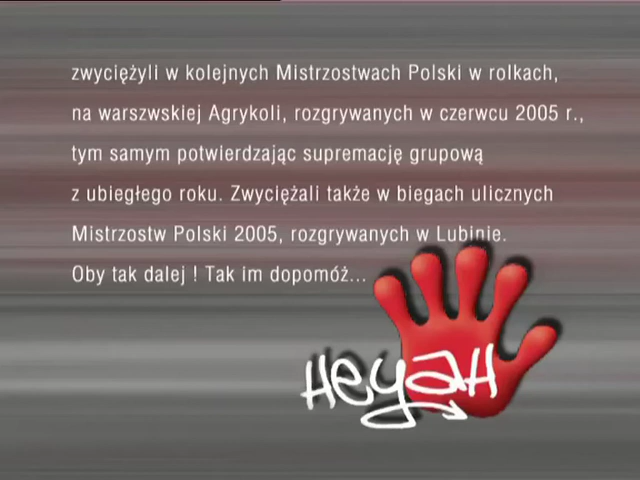 zwyciężyli w kolejnych Mistrzostwach Polski w rolkach,
na warszwskiej Agrykoli, rozgrywanych w czerwcu 2005 r.,
tym samym potwierdzając supremację grupową
z ubiegłego roku. Zwyciężali także w biegach ulicznych
Mistrzostw Polski 2005, rozgrywanych w Lubinie.
Oby tak dalej ! Tak im dopomóż...
Heyah